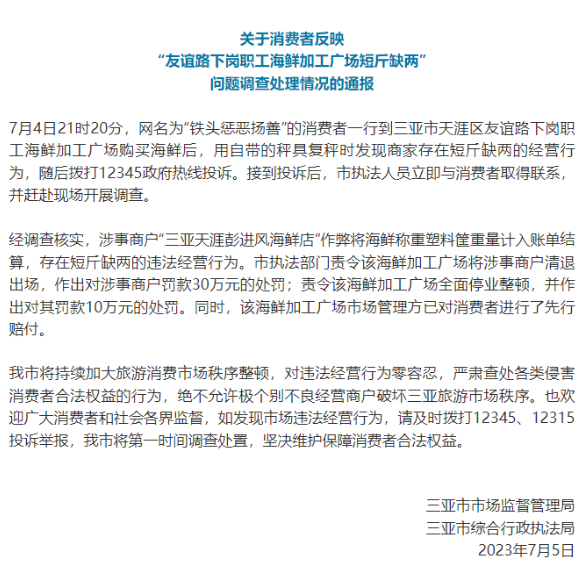 关于消费者反映
“友谊路下岗职工海鲜加工广场短斤缺两”
问题调查处理情况的通报
7月4日21时20分，网名为“铁头惩恶扬善”的消费者一行到三亚市天涯区友谊路下岗职
工海鲜加工广场购买海鲜后，用自带的秤具复秤时发现商家存在短斤缺两的经营行
为，随后拨打12345政府热线投诉。接到投诉后，市执法人员立即与消费者取得联系，
并赶赴现场开展调查。
经调查核实，涉事商户“三亚天涯彭进风海鲜店”作弊将海鲜称重塑料筐重量计入账单结
算，存在短斤缺两的违法经营行为。市执法部门责令该海鲜加工广场将涉事商户清退
出场，作出对涉事商户罚款30万元的处罚；责令该海鲜加工广场全面停业整顿，并作
出对其罚款10万元的处罚。同时，该海鲜加工广场市场管理方已对消费者进行了先行
赔付。
我市将持续加大旅游消费市场秩序整顿，对违法经营行为零容忍，严肃查处各类侵害
消费者合法权益的行为，绝不允许极个别不良经营商户破坏三亚旅游市场秩序。也欢
迎广大消费者和社会各界监督，如发现市场违法经营行为，请及时拨打12345、12315
投诉举报，我市将第一时间调查处置，坚决维护保障消费者合法权益。
三亚市市场监督管理局
三亚市综合行政执法局
2023年7月5日